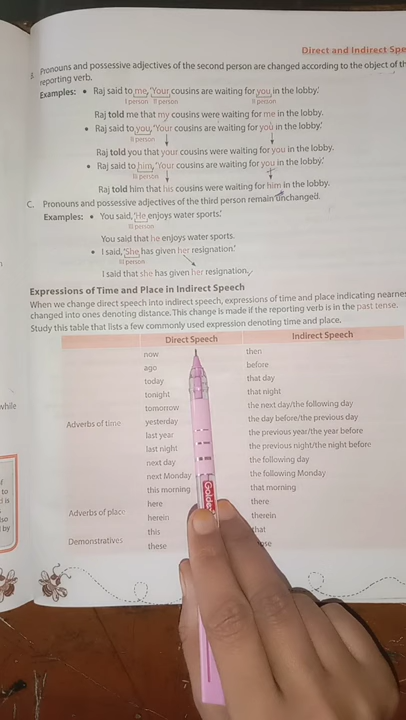 Direct and Indirect Spe
B. Pronouns and possessive adjectives of the second person are changed according to the object of th
reporting verb.
Examples: • Raj said to me, 'Your cousins are waiting for you in the lobby.'
I person II person II person
Raj told me that my cousins were waiting for me in the lobby.
• Raj said to you, 'Your cousins are waiting for you in the lobby.'
II person
Raj told you that your cousins were waiting for you in the lobby.
• Raj said to him, 'Your cousins are waiting for you in the lobby.'
III person
Raj told him that his cousins were waiting for him in the lobby.
C. Pronouns and possessive adjectives of the third person remain unchanged.
Examples: • You said, 'He enjoys water sports.'
III person
You said that he enjoys water sports.
• I said, 'She has given her resignation.'
III person
I said that she has given her resignation.
Expressions of Time and Place in Indirect Speech
When we change direct speech into indirect speech, expressions of time and place indicating nearnes
changed into ones denoting distance. This change is made if the reporting verb is in the past tense.
Study this table that lists a few commonly used expression denoting time and place.
Direct Speech Indirect Speech
now then
ago before
today that day
tonight that night
tomorrow the next day/the following day
Adverbs of time yesterday the day before/the previous day
last year the previous year/the year before
last night the previous night/the night before
next day the following day
next Monday the following Monday
this morning that morning
Adverbs of place here there
herein therein
Demonstratives this that
these
while
to
is
lso
by